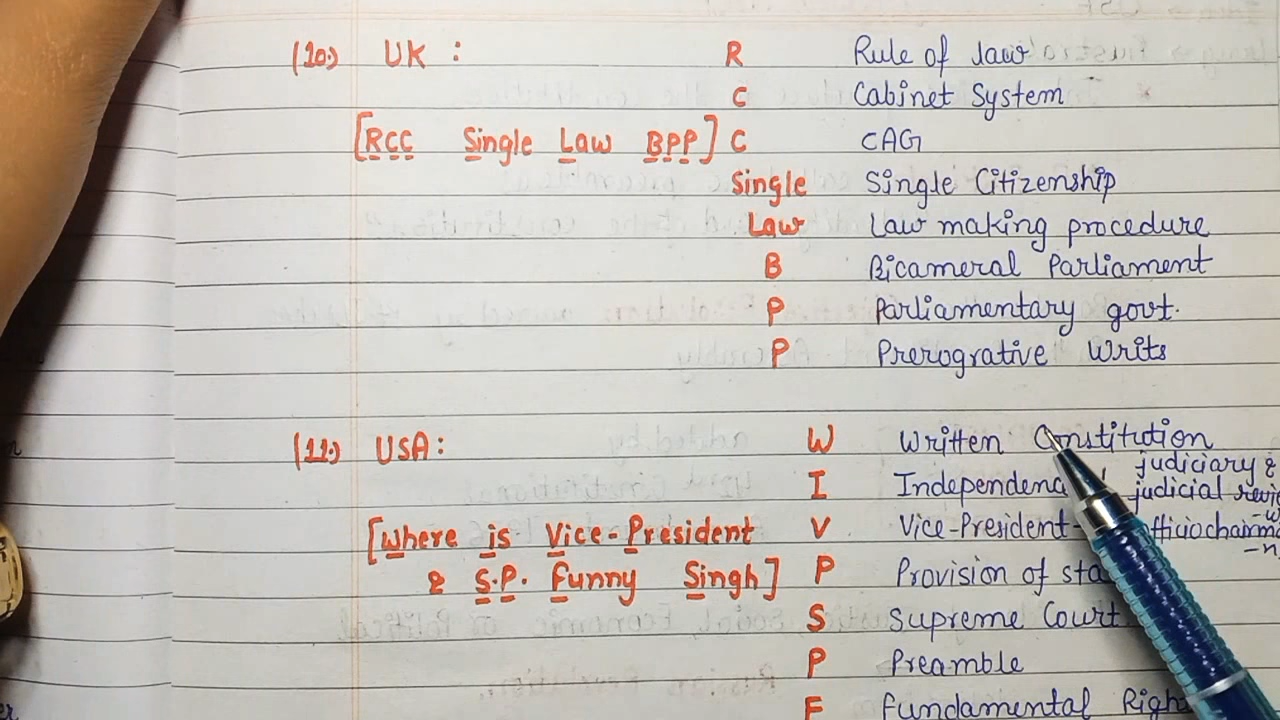 (10.) UK : R Rule of law
C Cabinet System
[RCC Single Law BPP] C CAG
Single Single Citizenship
Law Law making procedure
B Bicameral Parliament
P Parliamentary govt.
P Prerogrative Writs
(11.) USA: W Written Constitution
judiciary &
I judicial
[Where is Vice-President V Vice-President
& S.P. Funny Singh] P Provision of
S Supreme Court
P Preamble
F Fundamental